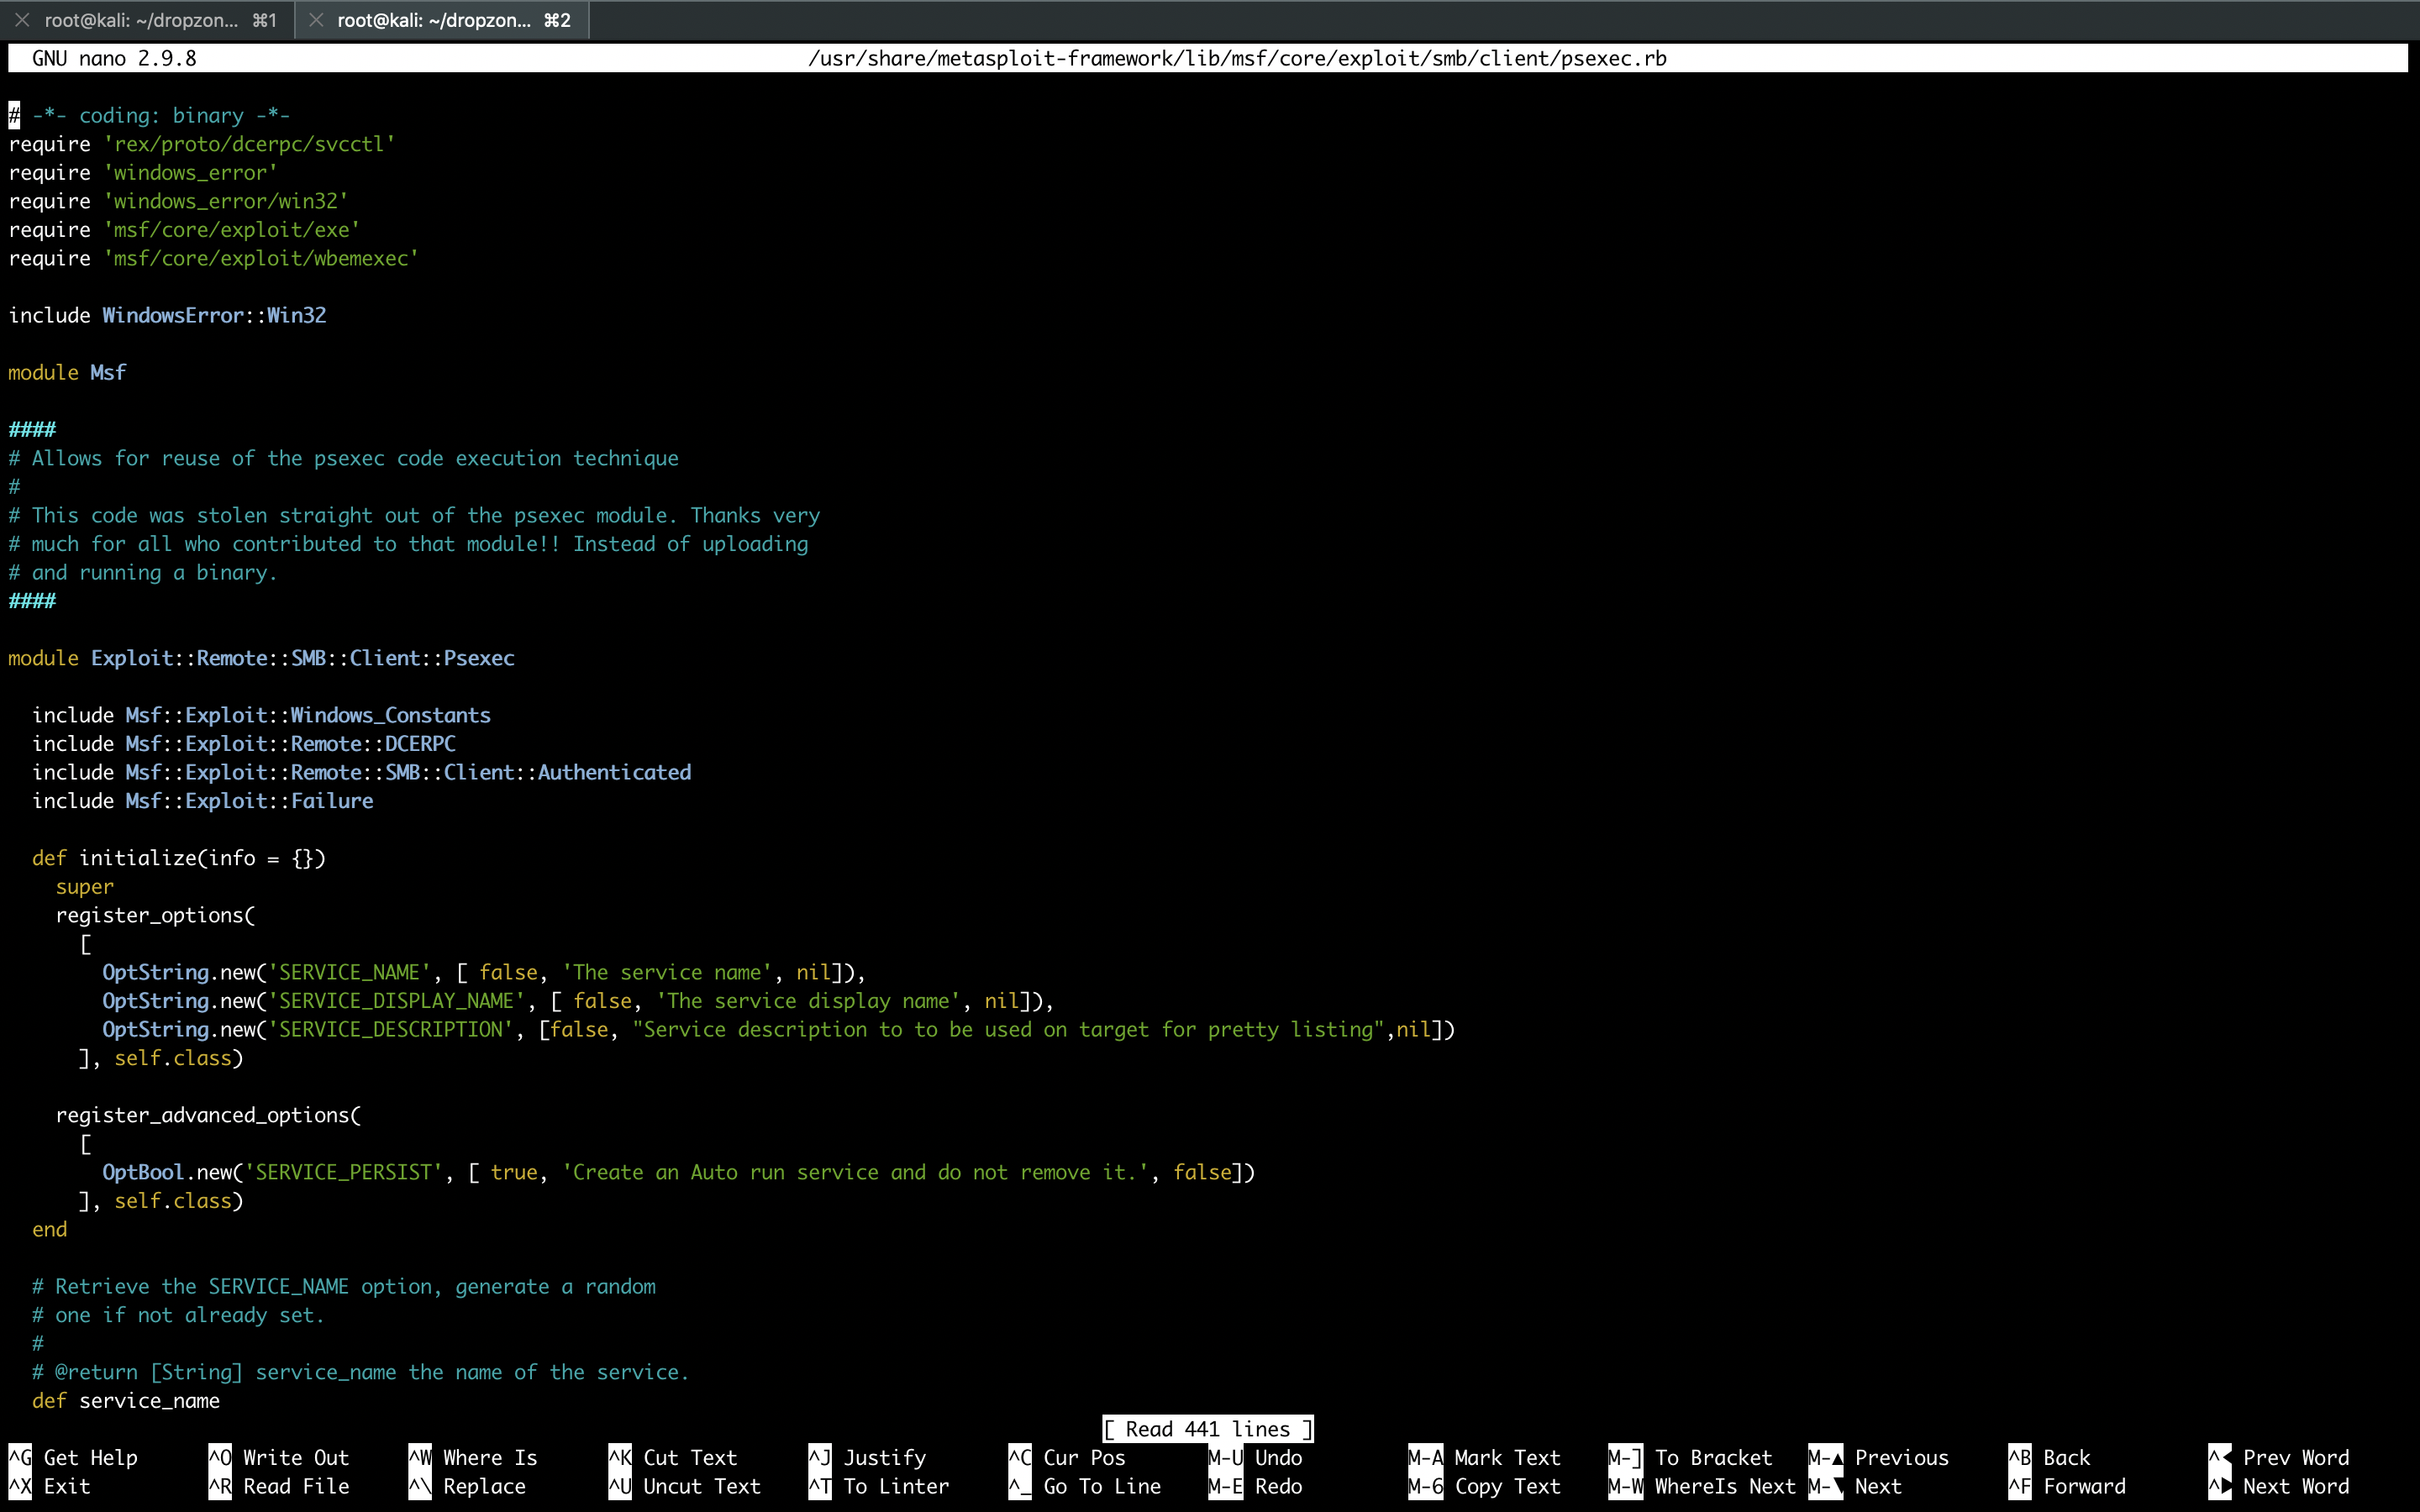 root@kali: ~/dropzon... ⌘1 root@kali: ~/dropzon... ⌘2
GNU nano 2.9.8 /usr/share/metasploit-framework/lib/msf/core/exploit/smb/client/psexec.rb
# -*- coding: binary -*-
require 'rex/proto/dcerpc/svcctl'
require 'windows_error'
require 'windows_error/win32'
require 'msf/core/exploit/exe'
require 'msf/core/exploit/wbemexec'
include WindowsError::Win32
module Msf
####
# Allows for reuse of the psexec code execution technique
#
# This code was stolen straight out of the psexec module. Thanks very
# much for all who contributed to that module!! Instead of uploading
# and running a binary.
####
module Exploit::Remote::SMB::Client::Psexec
include Msf::Exploit::Windows_Constants
include Msf::Exploit::Remote::DCERPC
include Msf::Exploit::Remote::SMB::Client::Authenticated
include Msf::Exploit::Failure
def initialize(info = {})
super
register_options(
[
OptString.new('SERVICE_NAME', [ false, 'The service name', nil]),
OptString.new('SERVICE_DISPLAY_NAME', [ false, 'The service display name', nil]),
OptString.new('SERVICE_DESCRIPTION', [false, "Service description to to be used on target for pretty listing",nil])
], self.class)
register_advanced_options(
[
OptBool.new('SERVICE_PERSIST', [ true, 'Create an Auto run service and do not remove it.', false])
], self.class)
end
# Retrieve the SERVICE_NAME option, generate a random
# one if not already set.
#
# @return [String] service_name the name of the service.
def service_name
[ Read 441 lines ]
^G Get Help ^O Write Out ^W Where Is ^K Cut Text ^J Justify ^C Cur Pos M-U Undo M-A Mark Text M-] To Bracket M-▲ Previous ^B Back ^◀ Prev Word
^X Exit ^R Read File ^\ Replace ^U Uncut Text ^T To Linter ^_ Go To Line M-E Redo M-6 Copy Text M-W WhereIs Next M-▼ Next ^F Forward ^▶ Next Word